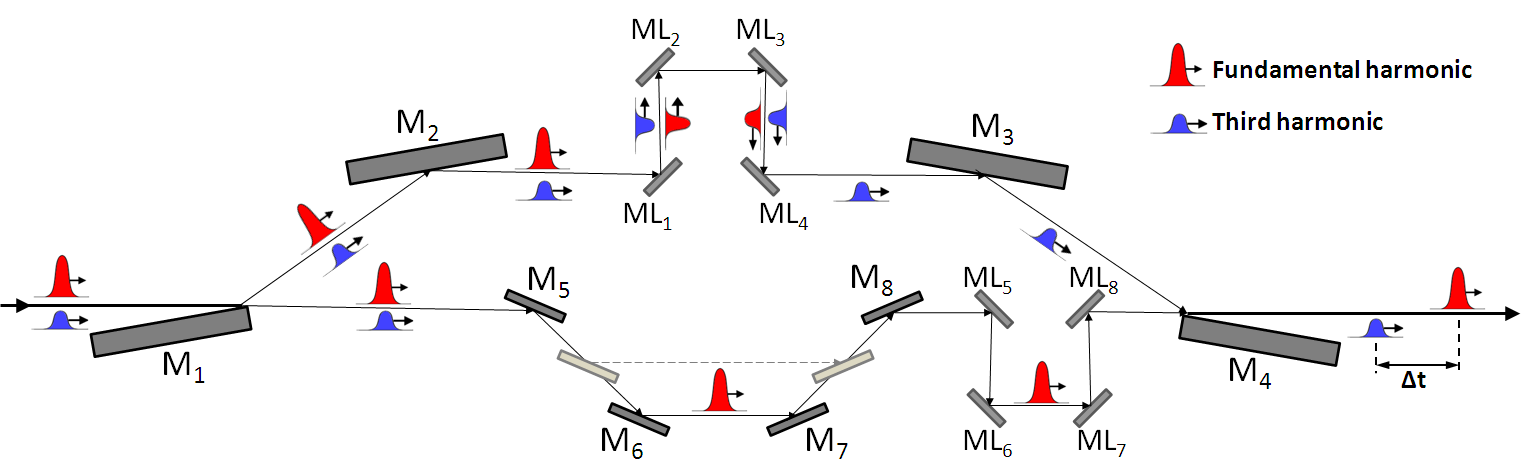 ML₂
ML₃
Fundamental harmonic
Third harmonic
M₂
M₃
ML₁
ML₄
M₅
M₈
ML₅
ML₈
M₁
M₄
Δt
M₆
M₇
ML₆
ML₇